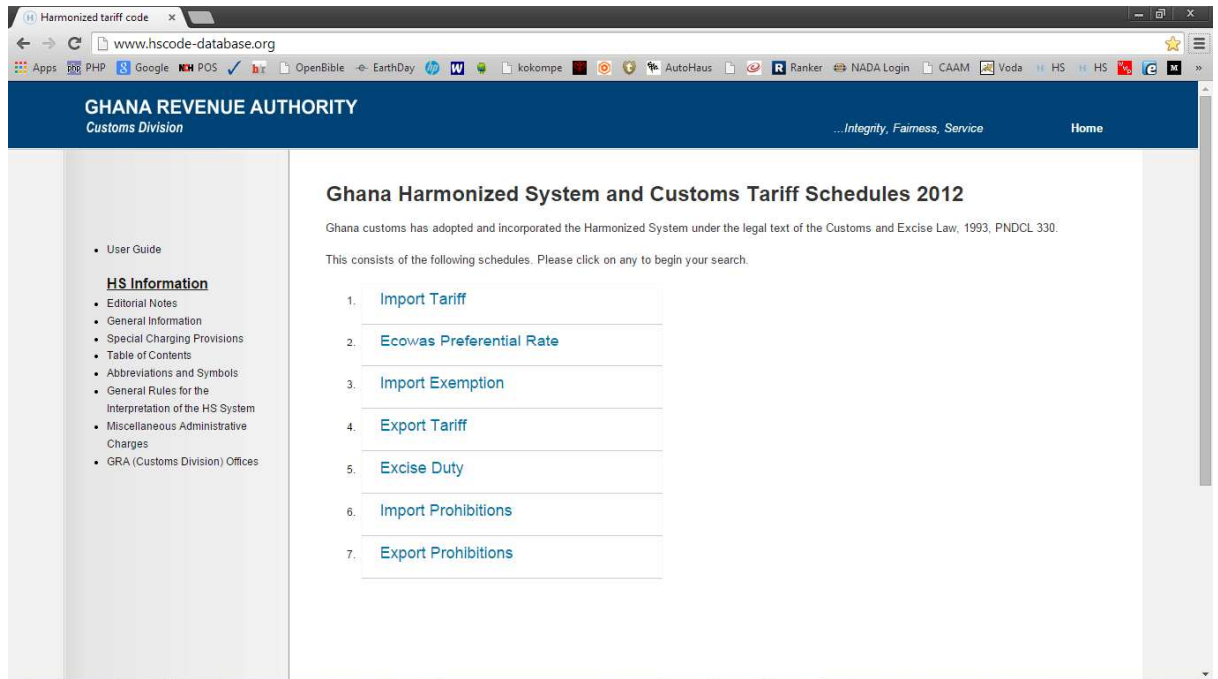 Harmonized tariff code
www.hscode-database.org
Apps PHP Google POS OpenBible EarthDay kokompe AutoHaus Ranker NADA Login CAAM Voda HS HS »
GHANA REVENUE AUTHORITY
Customs Division
...Integrity, Fairness, Service Home
Ghana Harmonized System and Customs Tariff Schedules 2012
Ghana customs has adopted and incorporated the Harmonized System under the legal text of the Customs and Excise Law, 1993, PNDCL 330.
This consists of the following schedules. Please click on any to begin your search.
• User Guide
HS Information
• Editorial Notes
• General Information
• Special Charging Provisions
• Table of Contents
• Abbreviations and Symbols
• General Rules for the
Interpretation of the HS System
• Miscellaneous Administrative
Charges
• GRA (Customs Division) Offices
1. Import Tariff
2. Ecowas Preferential Rate
3. Import Exemption
4. Export Tariff
5. Excise Duty
6. Import Prohibitions
7. Export Prohibitions